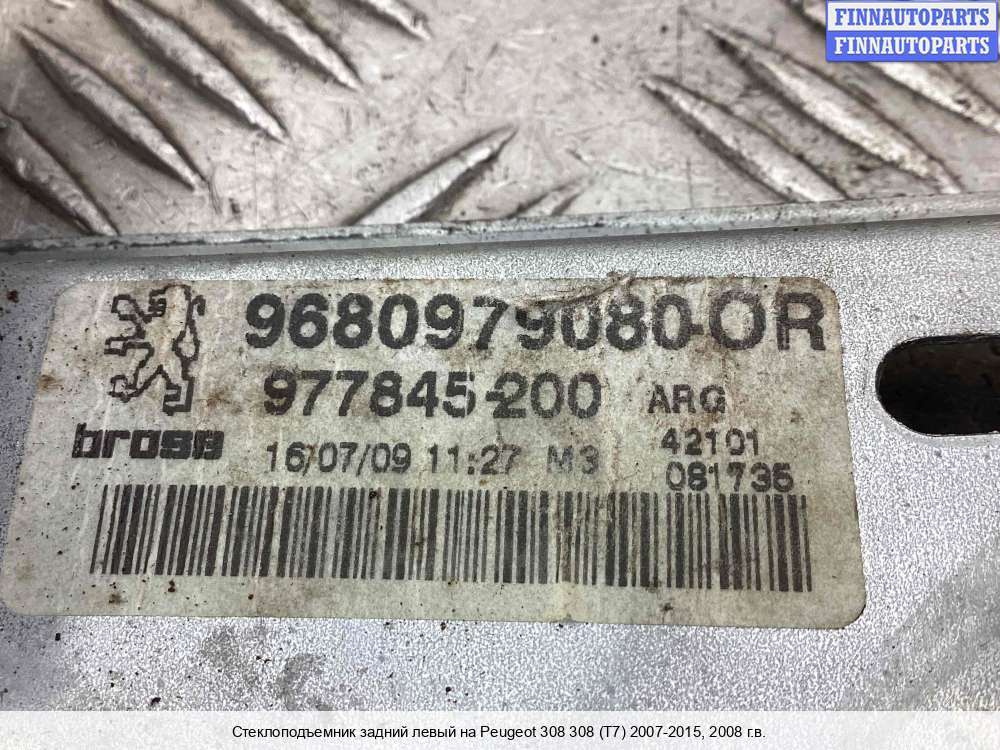 FINNAUTOPARTS
FINNAUTOPARTS
9680979080-OR
977845-200 ARG
brose 16/07/09 11:27 M3 42101
081735
Стеклоподъемник задний левый на Peugeot 308 308 (T7) 2007-2015, 2008 г.в.